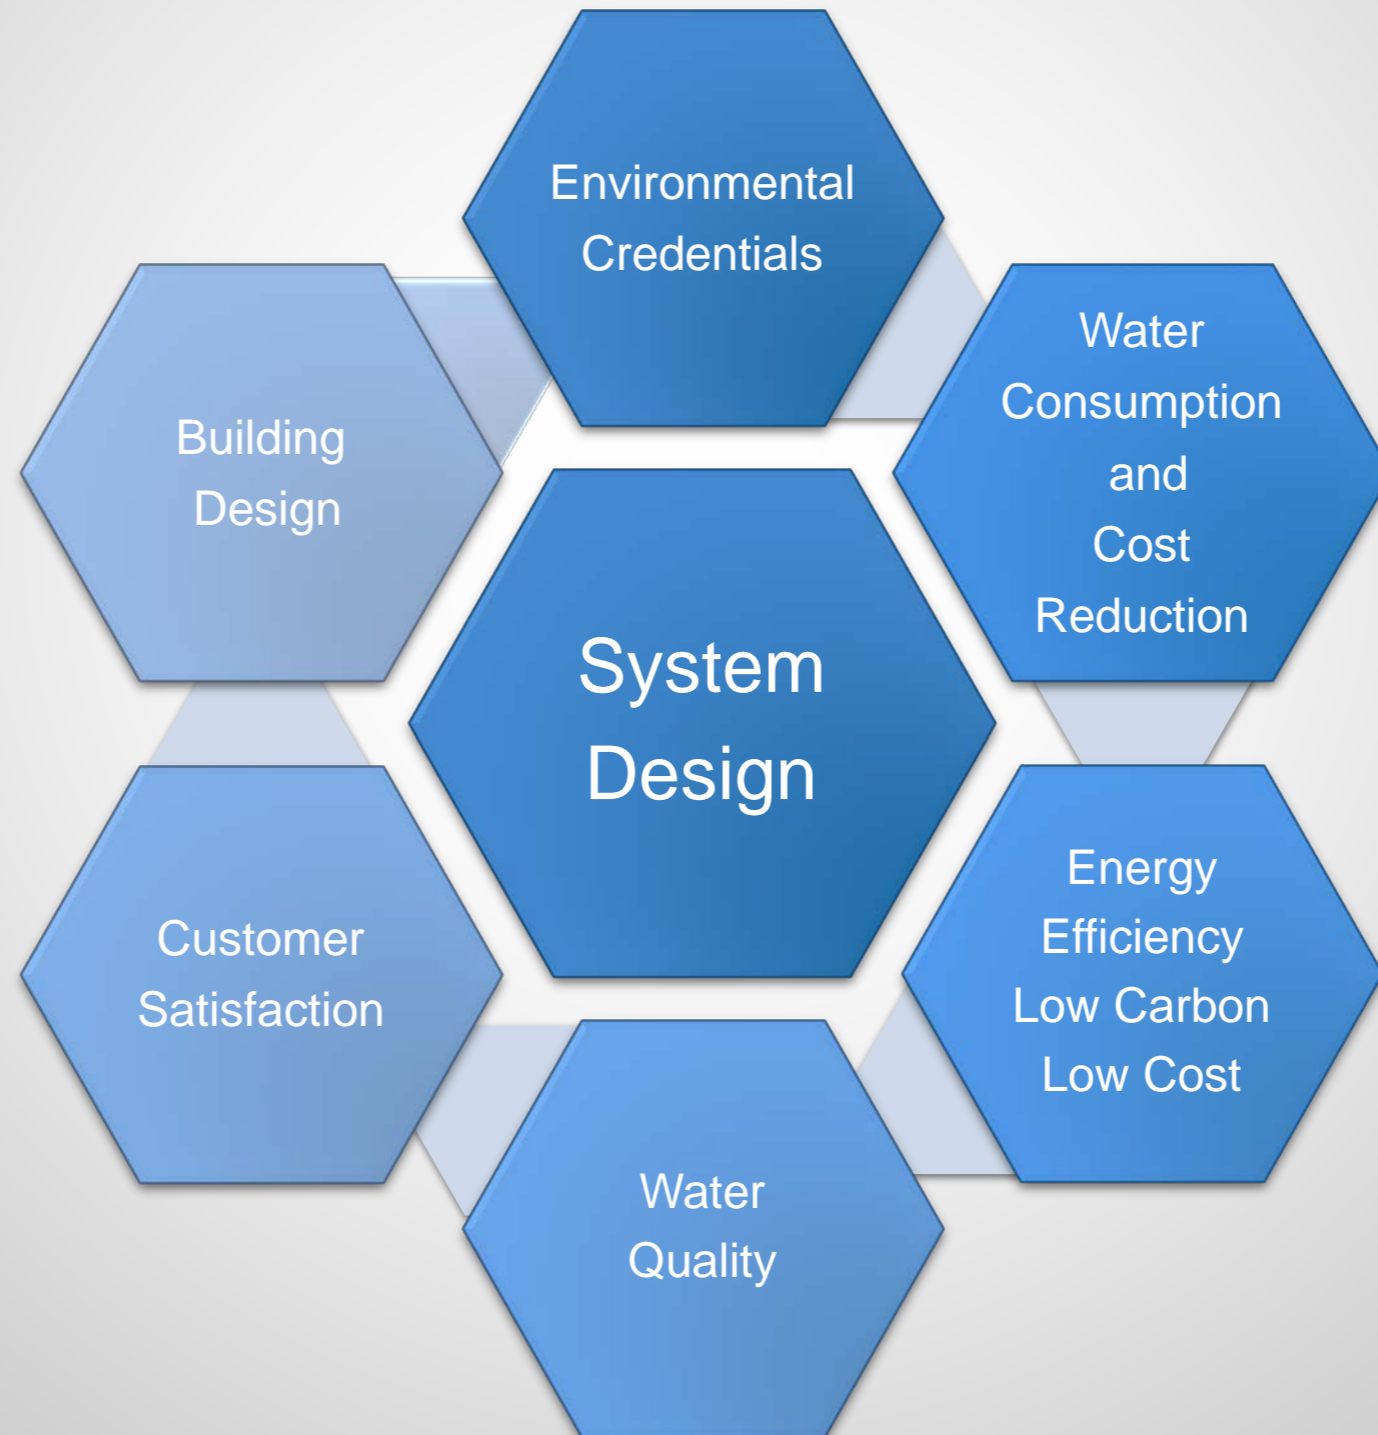 Environmental
Credentials
Water
Consumption
and
Cost
Reduction
Building
Design
System
Design
Energy
Efficiency
Low Carbon
Low Cost
Customer
Satisfaction
Water
Quality